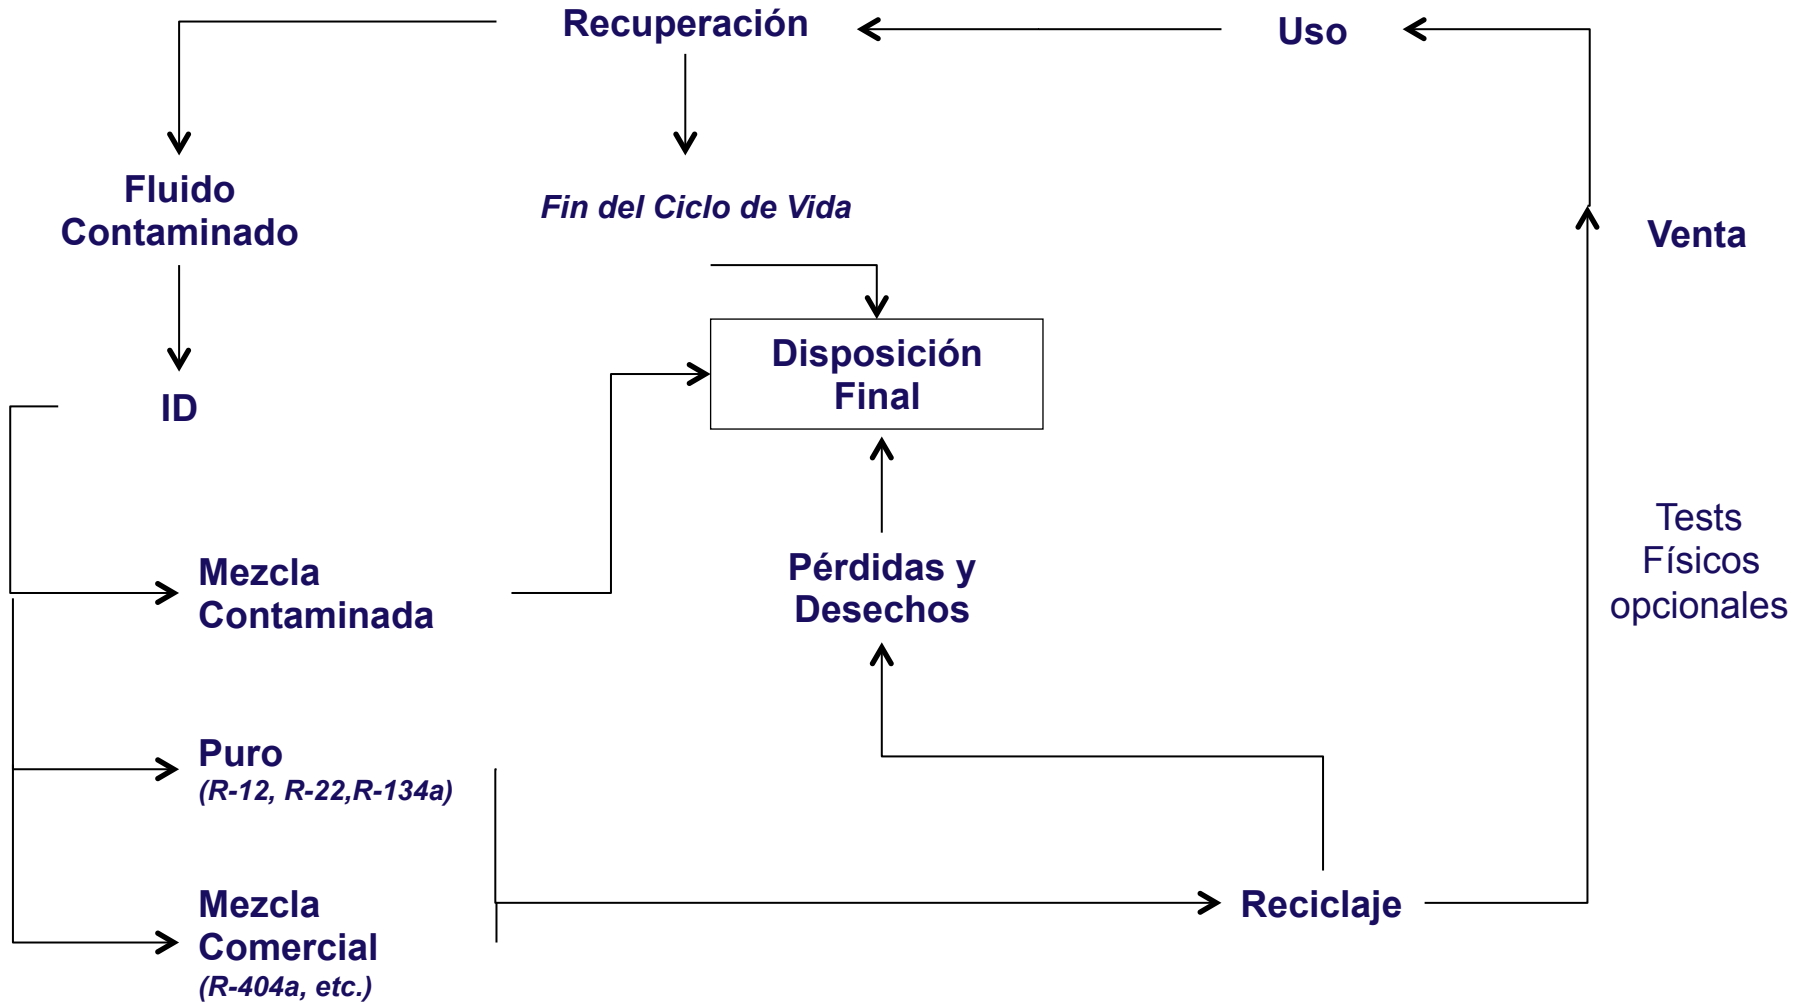 Recuperación
Uso
Fluido
Contaminado
Fin del Ciclo de Vida
Venta
Disposición
Final
ID
Tests
Físicos
opcionales
Mezcla
Contaminada
Pérdidas y
Desechos
Puro
(R-12, R-22,R-134a)
Mezcla
Comercial
(R-404a, etc.)
Reciclaje